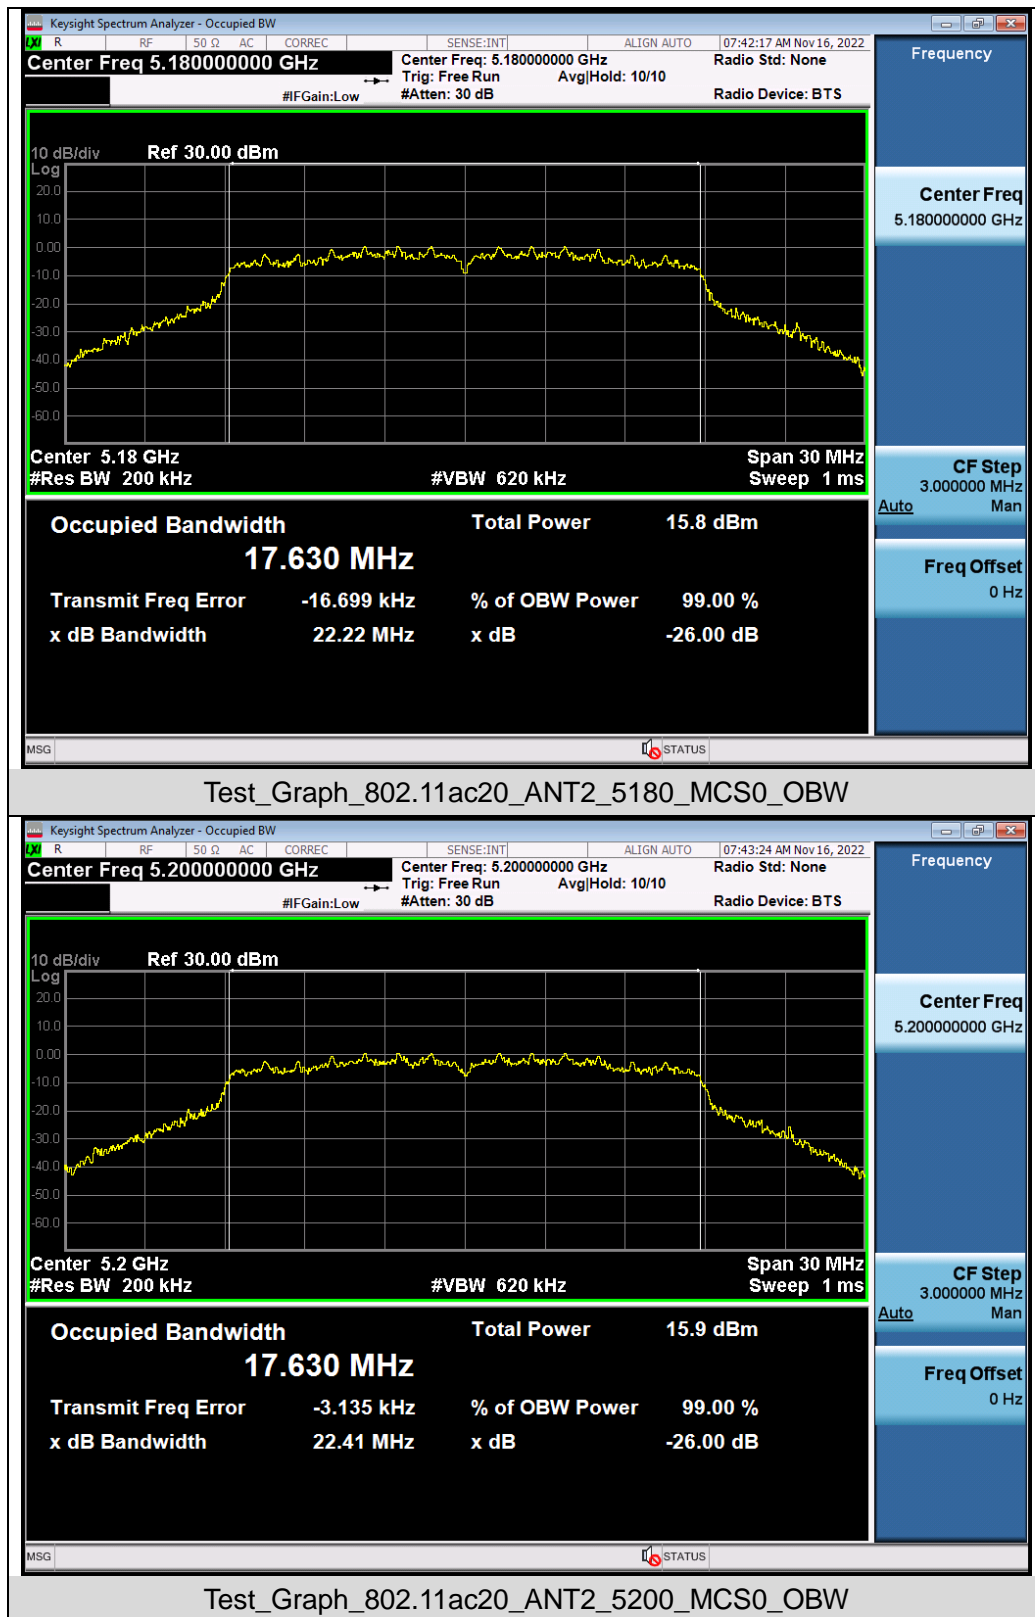 Keysight Spectrum Analyzer - Occupied BW
LXI R RF 50 Ω AC CORREC SENSE:INT ALIGN AUTO 07:42:17 AM Nov 16, 2022
Center Freq 5.180000000 GHz
Center Freq: 5.180000000 GHz Radio Std: None
Trig: Free Run Avg|Hold: 10/10
#IFGain:Low #Atten: 30 dB Radio Device: BTS
10 dB/div Ref 30.00 dBm
Log
20.0
10.0
0.00
-10.0
-20.0
-30.0
-40.0
-50.0
-60.0
Center 5.18 GHz Span 30 MHz
#Res BW 200 kHz #VBW 620 kHz Sweep 1 ms
Occupied Bandwidth Total Power 15.8 dBm
17.630 MHz
Transmit Freq Error -16.699 kHz % of OBW Power 99.00 %
x dB Bandwidth 22.22 MHz x dB -26.00 dB
MSG STATUS
Frequency
Center Freq
5.180000000 GHz
CF Step
3.000000 MHz
Auto Man
Freq Offset
0 Hz
Test_Graph_802.11ac20_ANT2_5180_MCS0_OBW
Keysight Spectrum Analyzer - Occupied BW
LXI R RF 50 Ω AC CORREC SENSE:INT ALIGN AUTO 07:43:24 AM Nov 16, 2022
Center Freq 5.200000000 GHz
Center Freq: 5.200000000 GHz Radio Std: None
Trig: Free Run Avg|Hold: 10/10
#IFGain:Low #Atten: 30 dB Radio Device: BTS
10 dB/div Ref 30.00 dBm
Log
20.0
10.0
0.00
-10.0
-20.0
-30.0
-40.0
-50.0
-60.0
Center 5.2 GHz Span 30 MHz
#Res BW 200 kHz #VBW 620 kHz Sweep 1 ms
Occupied Bandwidth Total Power 15.9 dBm
17.630 MHz
Transmit Freq Error -3.135 kHz % of OBW Power 99.00 %
x dB Bandwidth 22.41 MHz x dB -26.00 dB
MSG STATUS
Frequency
Center Freq
5.200000000 GHz
CF Step
3.000000 MHz
Auto Man
Freq Offset
0 Hz
Test_Graph_802.11ac20_ANT2_5200_MCS0_OBW